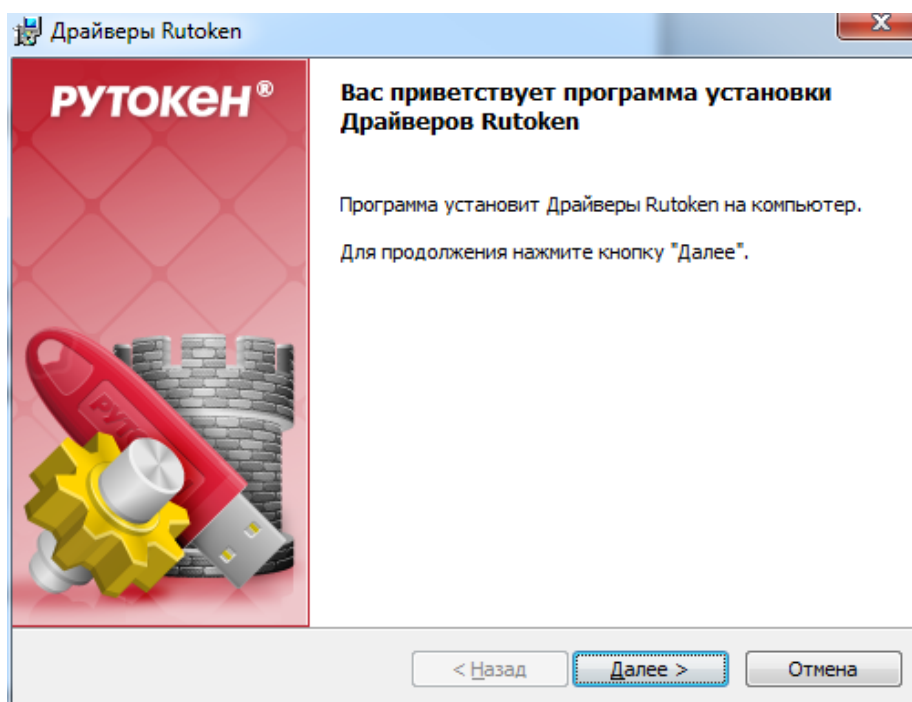 Драйверы Rutoken
РУТОКЕН®
Вас приветствует программа установки
Драйверов Rutoken
Программа установит Драйверы Rutoken на компьютер.
Для продолжения нажмите кнопку "Далее".
< Назад
Далее >
Отмена